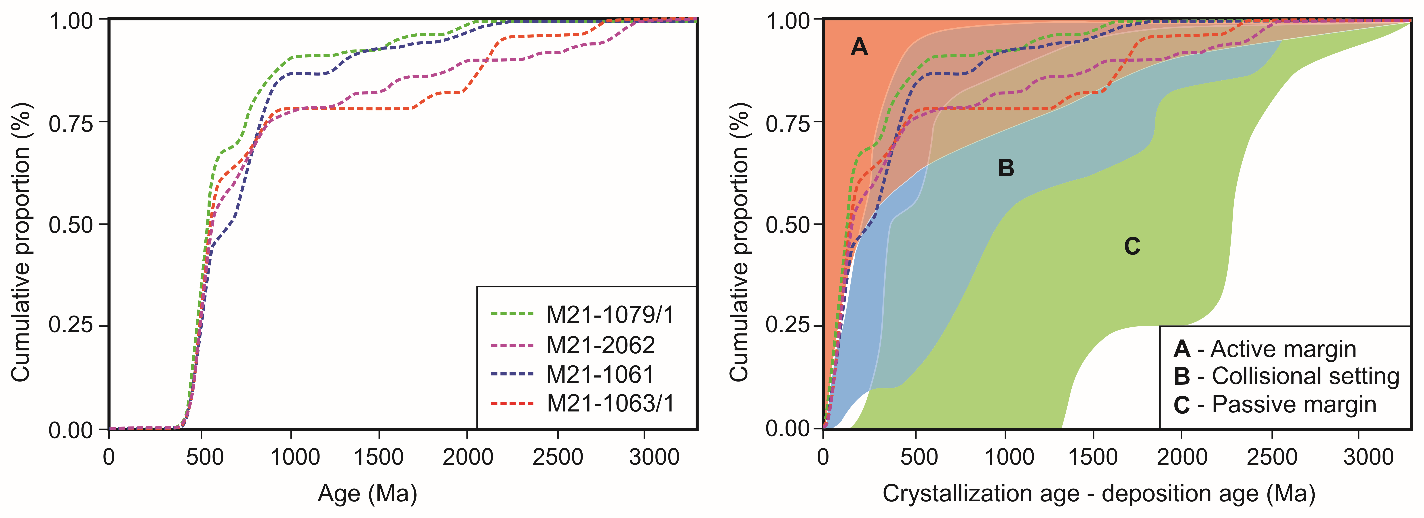 1.00
0.75
0.50
0.25
0.00
Cumulative proportion (%)
0
500
1000
1500
2000
2500
3000
Age (Ma)
M21-1079/1
M21-2062
M21-1061
M21-1063/1
1.00
0.75
0.50
0.25
0.00
Cumulative proportion (%)
0
500
1000
1500
2000
2500
3000
Crystallization age - deposition age (Ma)
A
B
C
A - Active margin
B - Collisional setting
C - Passive margin